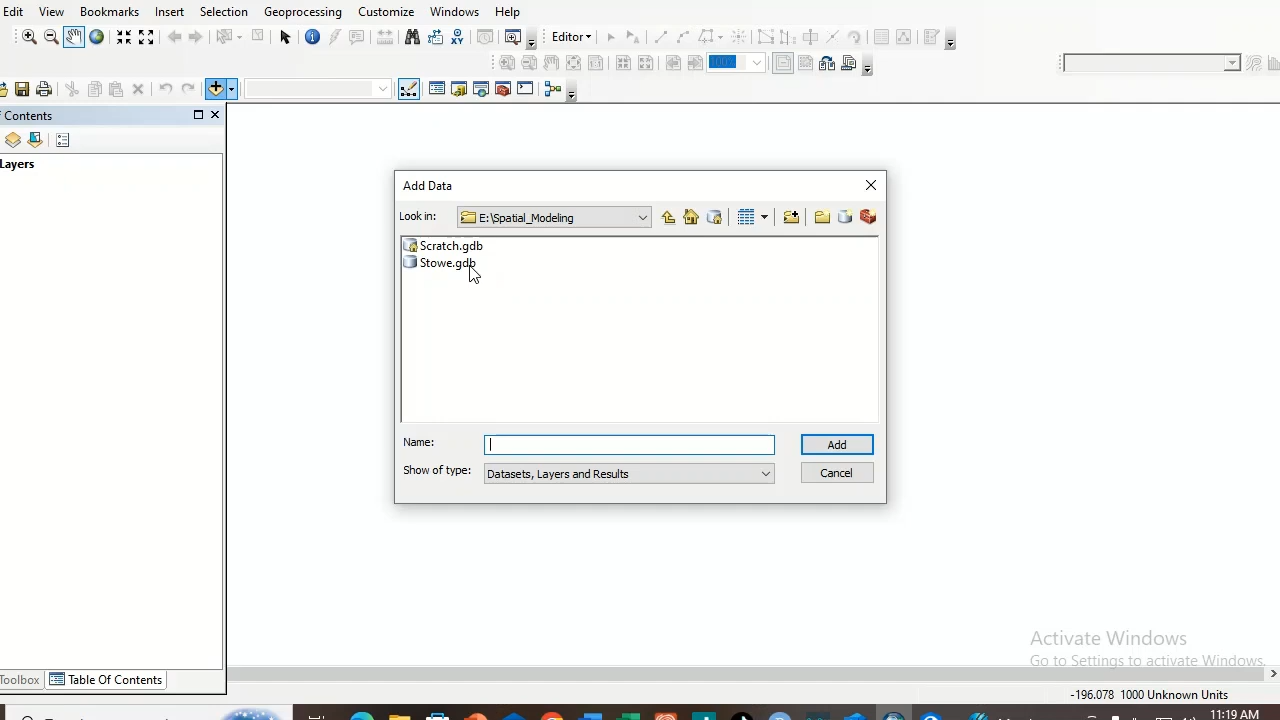 Edit View Bookmarks Insert Selection Geoprocessing Customize Windows Help
Editor
100%
Contents
Layers
Add Data
Look in: E:\Spatial_Modeling
Scratch.gdb
Stowe.gdb
Name: Add
Show of type: Datasets, Layers and Results Cancel
Activate Windows
Go to Settings to activate Windows.
Toolbox Table Of Contents
-196.078 1000 Unknown Units
11:19 AM